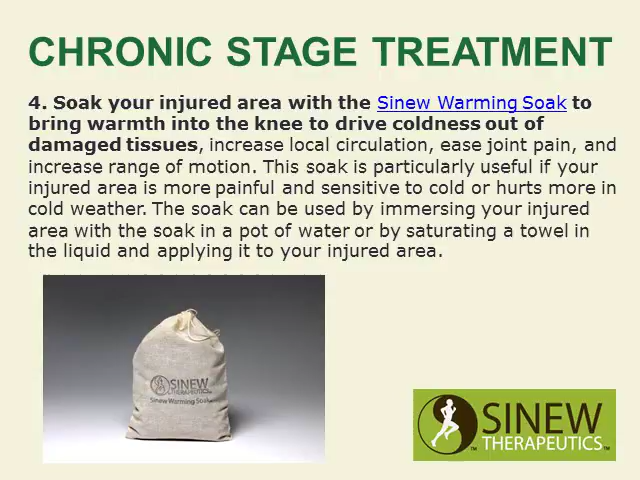 CHRONIC STAGE TREATMENT
4. Soak your injured area with the Sinew Warming Soak to
bring warmth into the knee to drive coldness out of
damaged tissues, increase local circulation, ease joint pain, and
increase range of motion. This soak is particularly useful if your
injured area is more painful and sensitive to cold or hurts more in
cold weather. The soak can be used by immersing your injured
area with the soak in a pot of water or by saturating a towel in
the liquid and applying it to your injured area.
SINEW
THERAPEUTICS
Sinew Warming Soak
SINEW
™ THERAPEUTICS™